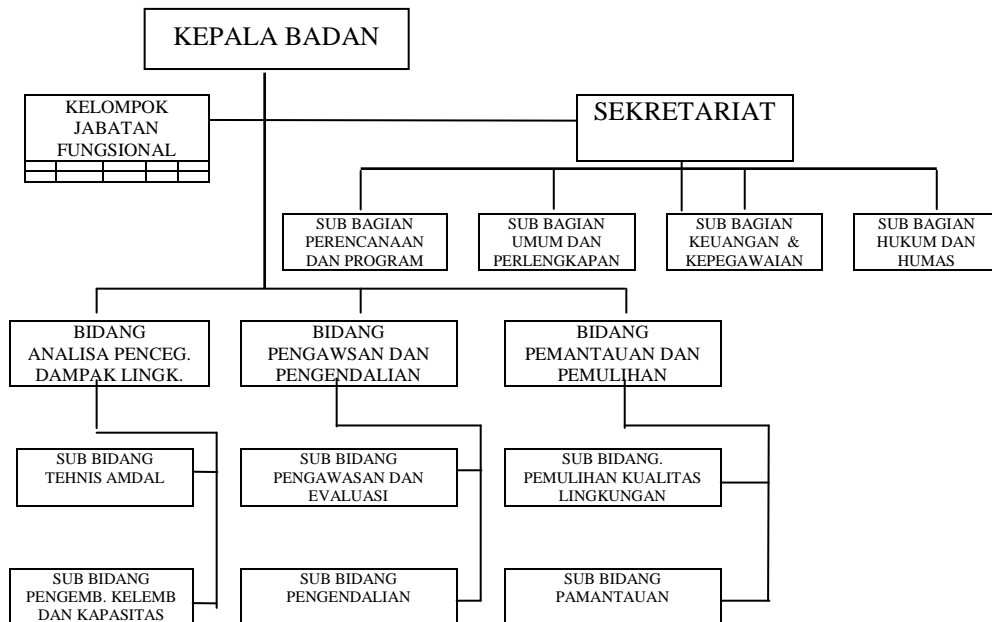 KEPALA BADAN
KELOMPOK
JABATAN
FUNGSIONAL
SEKRETARIAT
SUB BAGIAN
PERENCANAAN
DAN PROGRAM
SUB BAGIAN
UMUM DAN
PERLENGKAPAN
SUB BAGIAN
KEUANGAN &
KEPEGAWAIAN
SUB BAGIAN
HUKUM DAN
HUMAS
BIDANG
ANALISA PENCEG.
DAMPAK LINGK.
BIDANG
PENGAWSAN DAN
PENGENDALIAN
BIDANG
PEMANTAUAN DAN
PEMULIHAN
SUB BIDANG
TEHNIS AMDAL
SUB BIDANG
PENGAWASAN DAN
EVALUASI
SUB BIDANG.
PEMULIHAN KUALITAS
LINGKUNGAN
SUB BIDANG
PENGEMB. KELEMB
DAN KAPASITAS
SUB BIDANG
PENGENDALIAN
SUB BIDANG
PAMANTAUAN